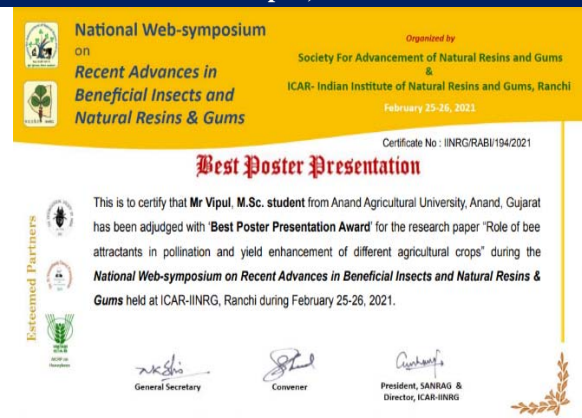 National Web-symposium
on
Recent Advances in
Beneficial Insects and
Natural Resins & Gums
Organized by
Society For Advancement of Natural Resins and Gums
&
ICAR- Indian Institute of Natural Resins and Gums, Ranchi
February 25-26, 2021
Certificate No : IINRG/RABI/194/2021
Best Poster Presentation
This is to certify that Mr Vipul, M.Sc. student from Anand Agricultural University, Anand, Gujarat
has been adjudged with ‘Best Poster Presentation Award’ for the research paper “Role of bee
attractants in pollination and yield enhancement of different agricultural crops” during the
National Web-symposium on Recent Advances in Beneficial Insects and Natural Resins &
Gums held at ICAR-IINRG, Ranchi during February 25-26, 2021.
Esteemed Partners
General Secretary
Convener
President, SANRAG &
Director, ICAR-IINRG